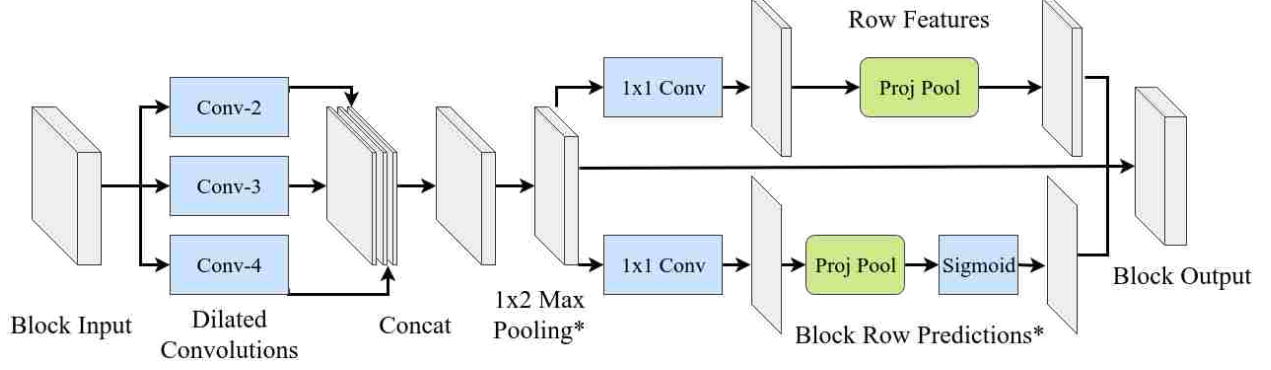 Row Features
1x1 Conv
Proj Pool
Conv-2
Conv-3
Conv-4
1x1 Conv
Proj Pool
Sigmoid
Block Input
Dilated
Convolutions
Concat
1x2 Max
Pooling*
Block Row Predictions*
Block Output